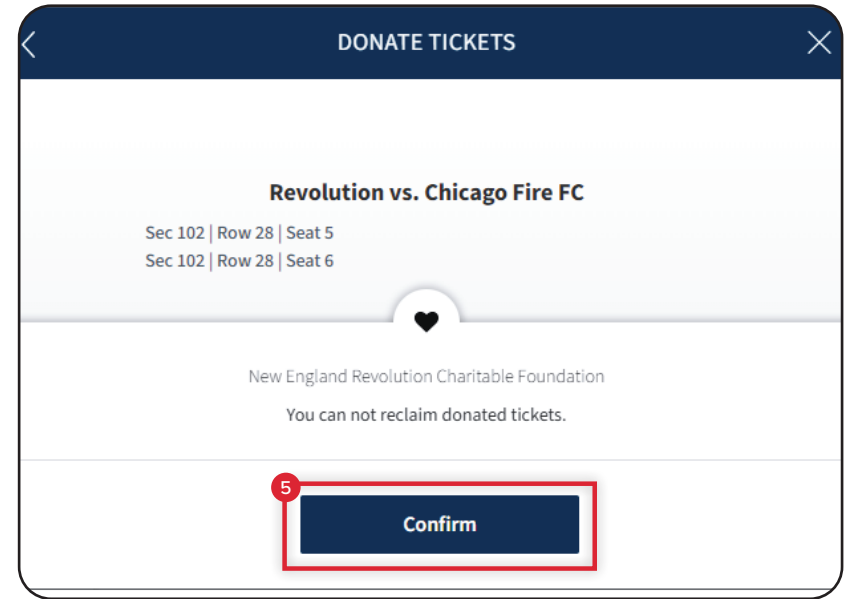 DONATE TICKETS
Revolution vs. Chicago Fire FC
Sec 102 | Row 28 | Seat 5
Sec 102 | Row 28 | Seat 6
New England Revolution Charitable Foundation
You can not reclaim donated tickets.
5
Confirm